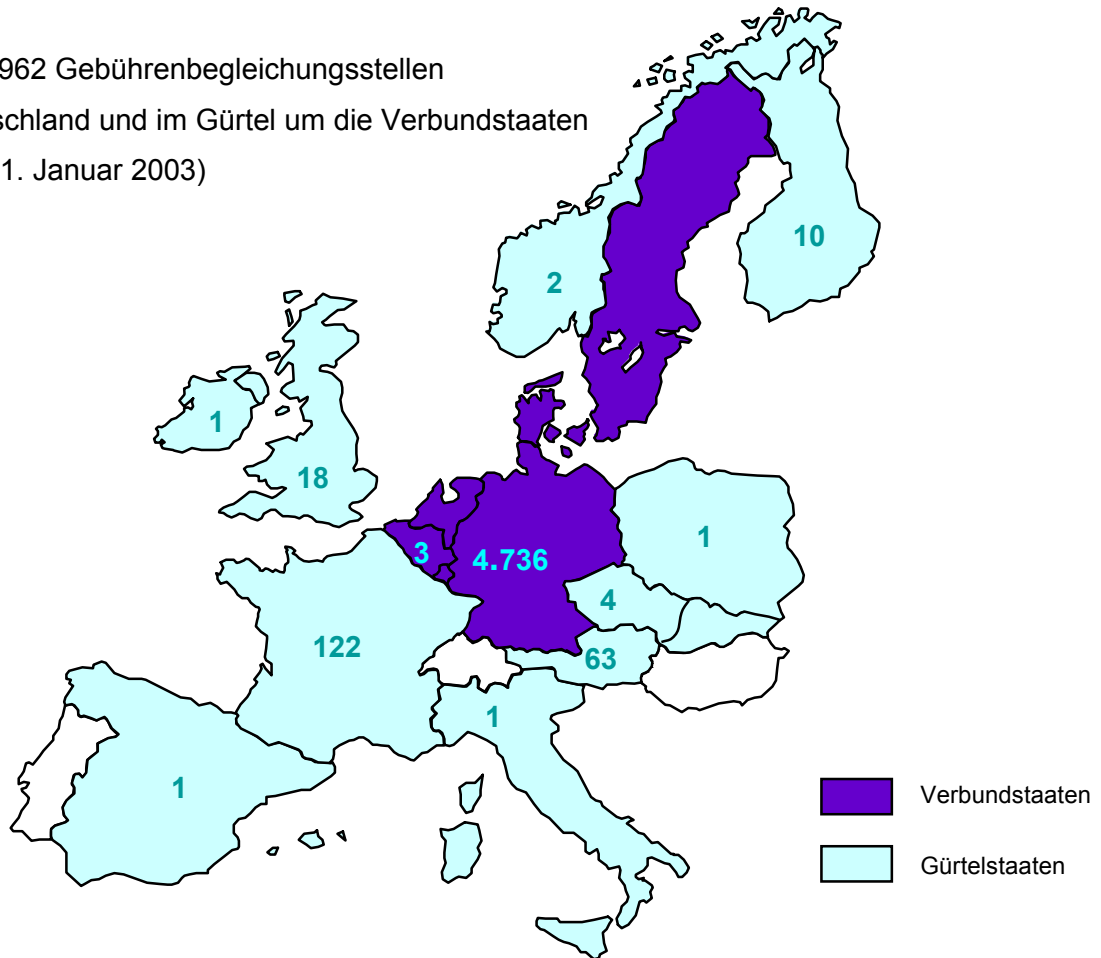 962 Gebührenbegleichungsstellen
schland und im Gürtel um die Verbundstaaten
1. Januar 2003)
10
2
1
18
3
4.736
1
4
122
63
1
1
Verbundstaaten
Gürtelstaaten